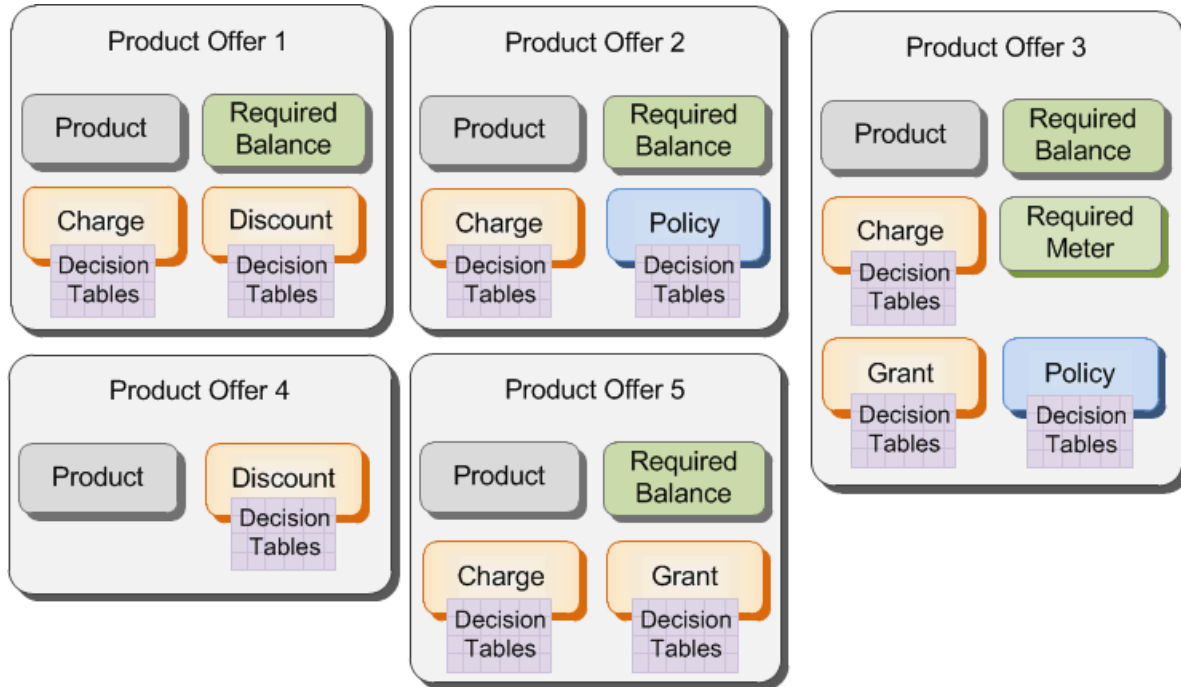 Product Offer 1
Product
Required
Balance
Charge
Decision
Tables
Discount
Decision
Tables
Product Offer 2
Product
Required
Balance
Charge
Decision
Tables
Policy
Decision
Tables
Product Offer 3
Product
Required
Balance
Charge
Decision
Tables
Required
Meter
Grant
Decision
Tables
Policy
Decision
Tables
Product Offer 4
Product
Discount
Decision
Tables
Product Offer 5
Product
Required
Balance
Charge
Decision
Tables
Grant
Decision
Tables